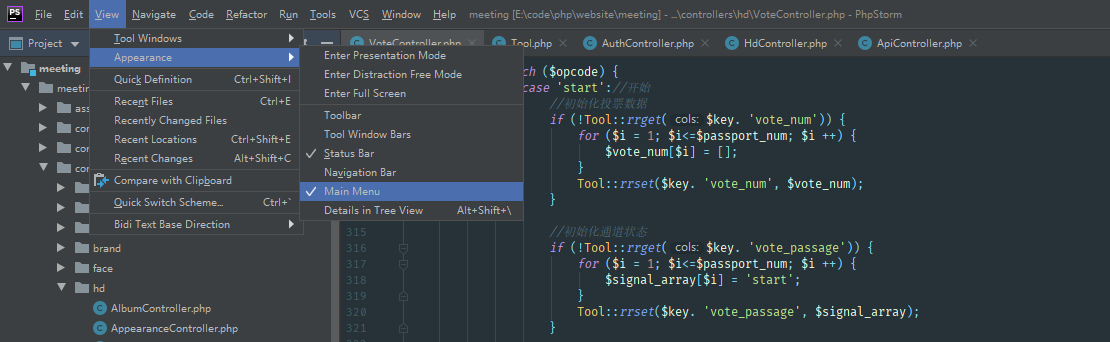 PS File Edit View Navigate Code Refactor Run Tools VCS Window Help meeting [E:\code\php\website\meeting] - ...\controllers\hd\VoteController.php - PhpStorm
Project VoteController.php Tool.php AuthController.php HdController.php ApiController.php
Tool Windows
Appearance
Quick Definition Ctrl+Shift+I
Recent Files Ctrl+E
Recently Changed Files
Recent Locations Ctrl+Shift+E
Recent Changes Alt+Shift+C
Compare with Clipboard
Quick Switch Scheme... Ctrl+`
Bidi Text Base Direction
Enter Presentation Mode
Enter Distraction Free Mode
Enter Full Screen
Toolbar
Tool Window Bars
Status Bar
Navigation Bar
Main Menu
Details in Tree View Alt+Shift+\
meeting
meetin
ass
con
con
con
brand
face
hd
AlbumController.php
AppearanceController.php
ch ($opcode) {
case 'start'://开始
//初始化投票数据
if (!Tool::rrget( cols: $key. 'vote_num')) {
for ($i = 1; $i<=$passport_num; $i ++) {
$vote_num[$i] = [];
}
Tool::rrset($key. 'vote_num', $vote_num);
}
315 //初始化通道状态
316 if (!Tool::rrget( cols: $key. 'vote_passage')) {
317 for ($i = 1; $i<=$passport_num; $i ++) {
318 $signal_array[$i] = 'start';
319 }
320 Tool::rrset($key. 'vote_passage', $signal_array);
321 }